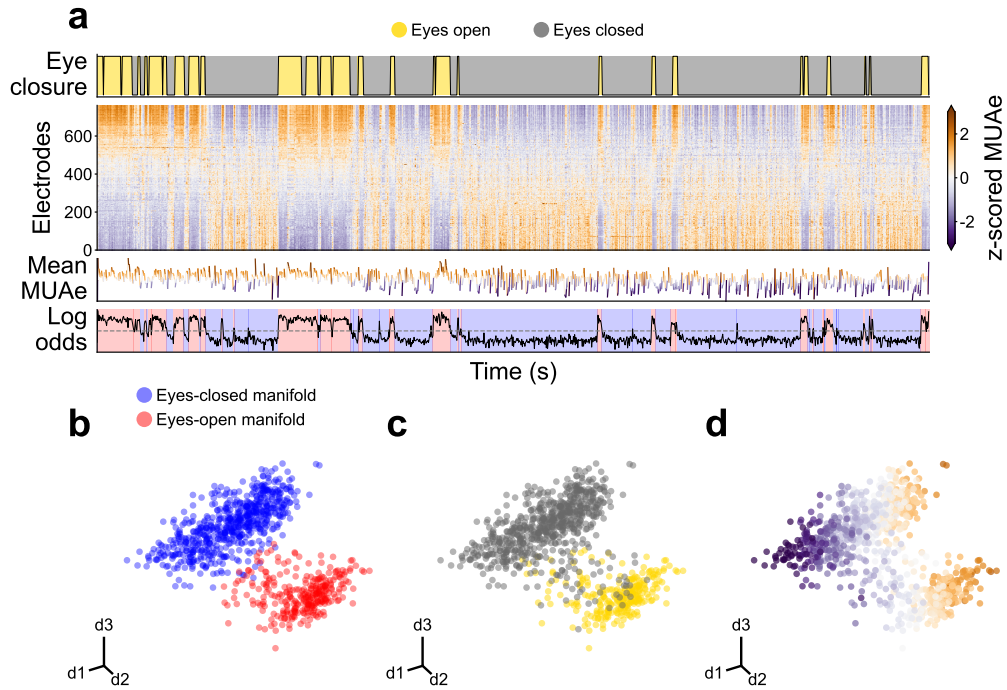 a
Eyes open
Eyes closed
Eye
closure
Electrodes
600
400
200
0
2
0
−2
z-scored MUAe
Mean
MUAe
Log
odds
Time (s)
Eyes-closed manifold
Eyes-open manifold
b
c
d
d3
d1
d2
d3
d1
d2
d3
d1
d2